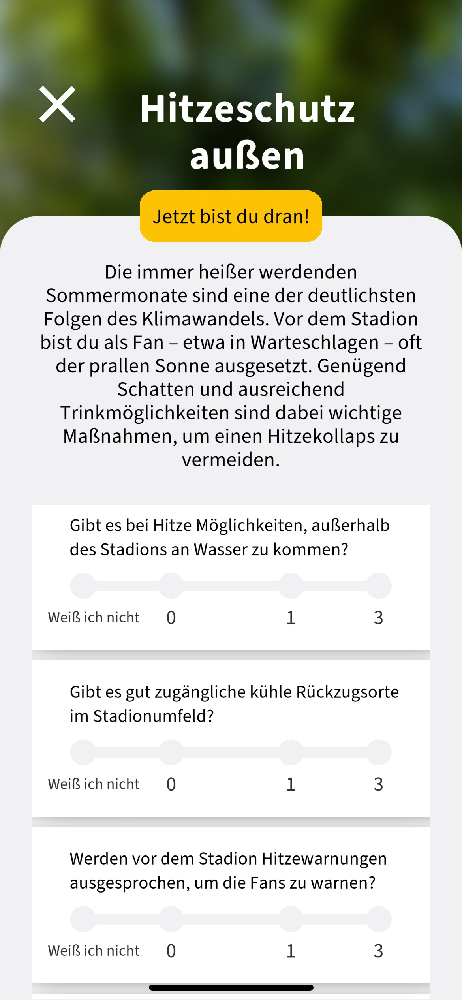 Hitzeschutz
außen
Jetzt bist du dran!
Die immer heißer werdenden
Sommermonate sind eine der deutlichsten
Folgen des Klimawandels. Vor dem Stadion
bist du als Fan – etwa in Warteschlagen – oft
der prallen Sonne ausgesetzt. Genügend
Schatten und ausreichend
Trinkmöglichkeiten sind dabei wichtige
Maßnahmen, um einen Hitzekollaps zu
vermeiden.
Gibt es bei Hitze Möglichkeiten, außerhalb
des Stadions an Wasser zu kommen?
Weiß ich nicht 0 1 3
Gibt es gut zugängliche kühle Rückzugsorte
im Stadionumfeld?
Weiß ich nicht 0 1 3
Werden vor dem Stadion Hitzewarnungen
ausgesprochen, um die Fans zu warnen?
Weiß ich nicht 0 1 3